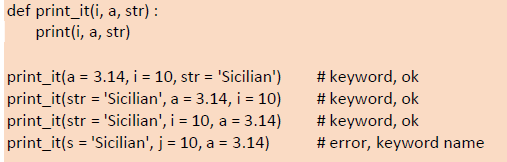 def print_it(i, a, str) :
print(i, a, str)
print_it(a = 3.14, i = 10, str = 'Sicilian') # keyword, ok
print_it(str = 'Sicilian', a = 3.14, i = 10) # keyword, ok
print_it(str = 'Sicilian', i = 10, a = 3.14) # keyword, ok
print_it(s = 'Sicilian', j = 10, a = 3.14) # error, keyword name